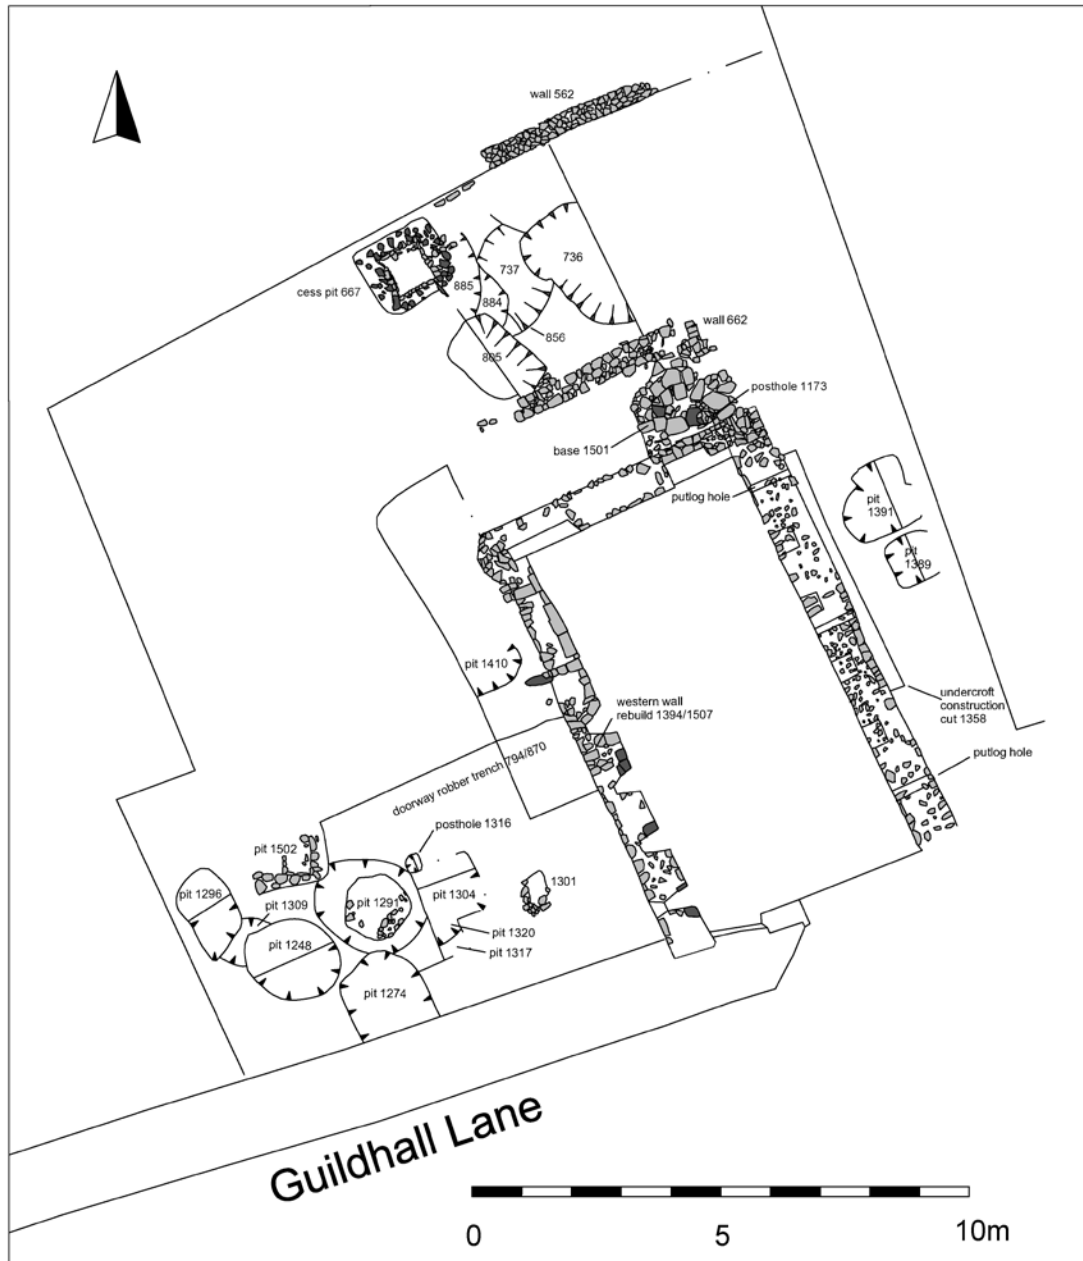 wall 562
736
737
cess pit 667
885
884
856
wall 662
805
posthole 1173
base 1501
putlog hole
pit
1391
pit
1389
pit 1410
western wall
rebuild 1394/1507
undercroft
construction
cut 1358
doorway robber trench 794/870
putlog hole
posthole 1316
pit 1502
pit 1296
pit 1309
pit 1291
pit 1304
1301
pit 1320
pit 1248
pit 1317
pit 1274
Guildhall Lane
0 5 10m